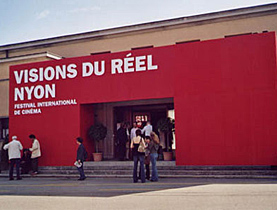 VISIONS DU RÉEL
NYON
FESTIVAL INTERNATIONAL
DE CINÉMA